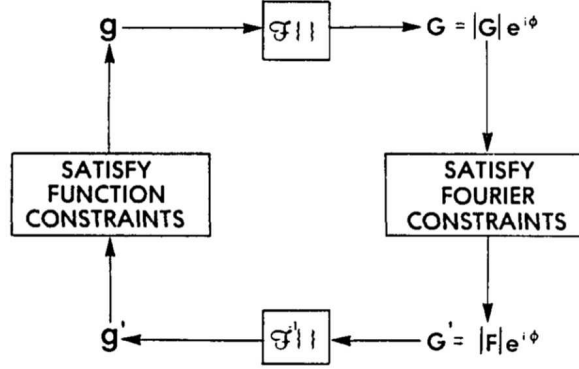 g
ℱ{ }
G = |G| e^{iφ}
SATISFY
FUNCTION
CONSTRAINTS
SATISFY
FOURIER
CONSTRAINTS
g'
ℱ⁻¹{ }
G' = |F| e^{iφ}